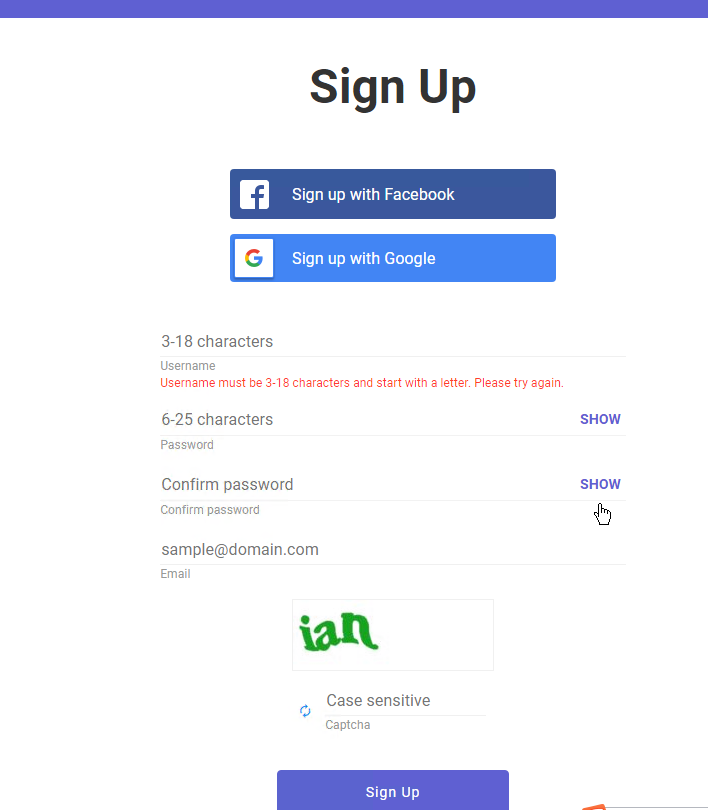 Sign Up
Sign up with Facebook
Sign up with Google
3-18 characters
Username
Username must be 3-18 characters and start with a letter. Please try again.
6-25 characters SHOW
Password
Confirm password SHOW
Confirm password
sample@domain.com
Email
ian
Case sensitive
Captcha
Sign Up